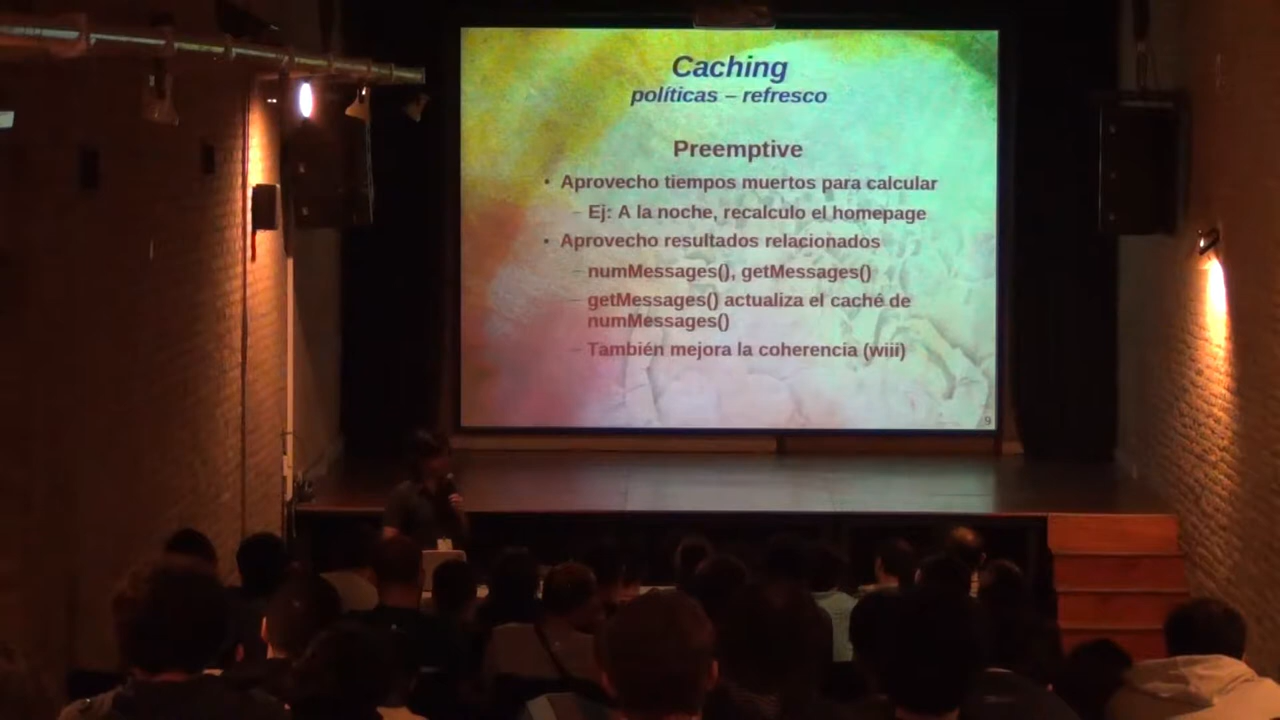 Caching
políticas – refresco
Preemptive
• Aprovecho tiempos muertos para calcular
– Ej: A la noche, recalculo el homepage
• Aprovecho resultados relacionados
– numMessages(), getMessages()
– getMessages() actualiza el caché de
numMessages()
– También mejora la coherencia (wiii)
9